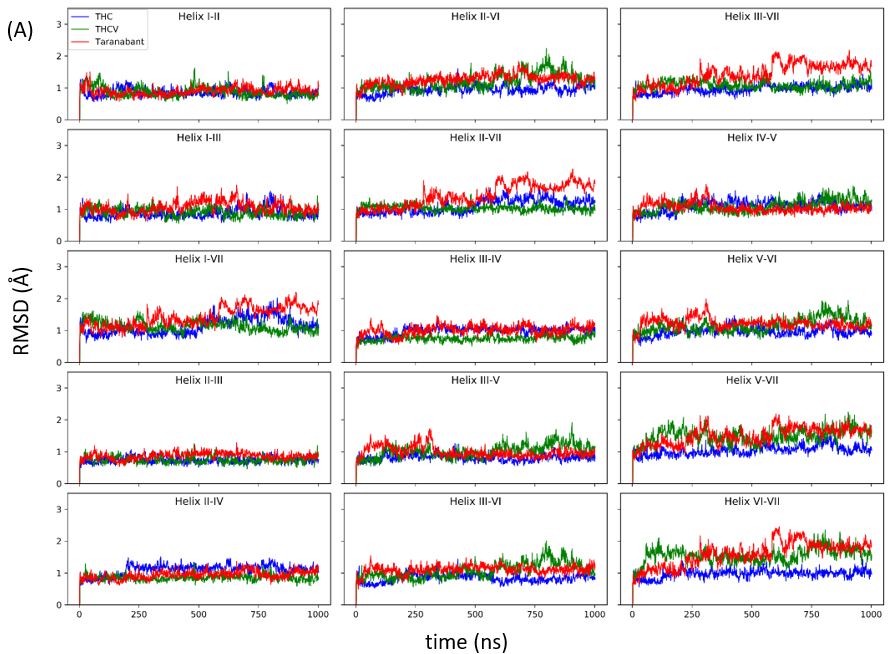 (A)
Helix I-II
THC
THCV
Taranabant
Helix II-VI
Helix III-VII
3
2
1
0
Helix I-III
Helix II-VII
Helix IV-V
3
2
1
0
Helix I-VII
Helix III-IV
Helix V-VI
3
2
1
0
RMSD (Å)
Helix II-III
Helix III-V
Helix V-VII
3
2
1
0
Helix II-IV
Helix III-VI
Helix VI-VII
3
2
1
0
0 250 500 750 1000 0 250 500 750 1000 0 250 500 750 1000
time (ns)